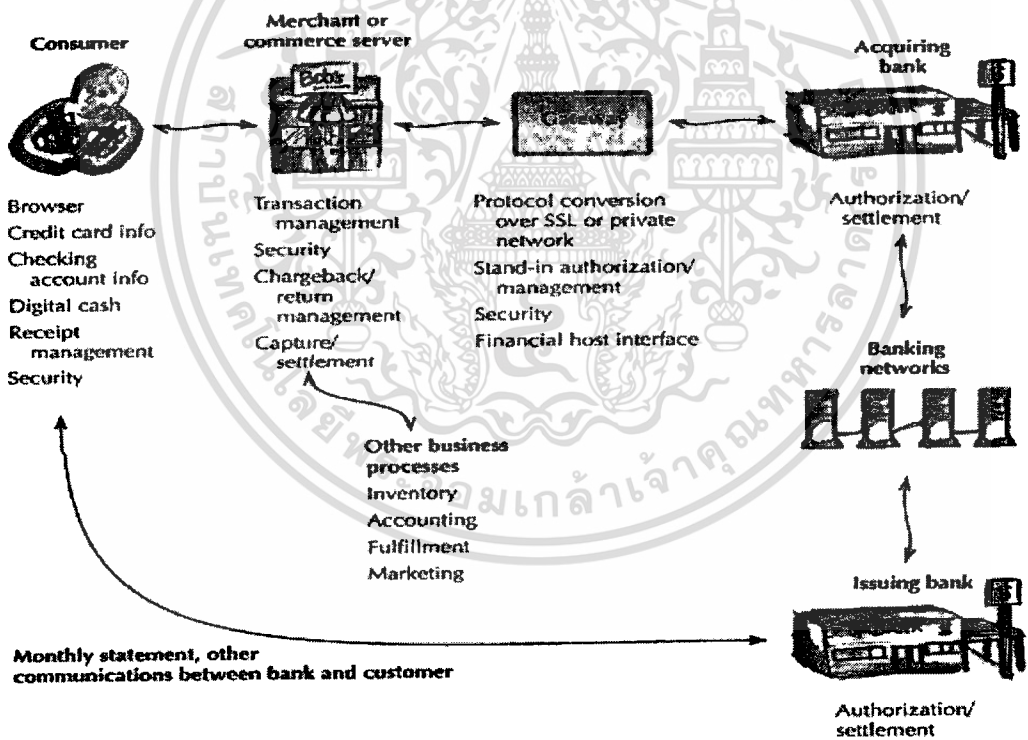 Consumer
Browser
Credit card info
Checking
account info
Digital cash
Receipt
management
Security
Merchant or
commerce server
Bob's
Transaction
management
Security
Chargeback/
return
management
Capture/
settlement
Other business
processes
Inventory
Accounting
Fulfillment
Marketing
Gateway
Protocol conversion
over SSL or private
network
Stand-in authorization/
management
Security
Financial host interface
Acquiring
bank
$
Authorization/
settlement
Banking
networks
Issuing bank
$
Authorization/
settlement
Monthly statement, other
communications between bank and customer